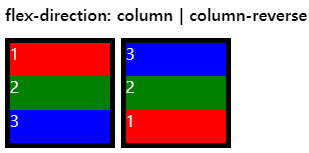 flex-direction: column | column-reverse
1 3
2 2
3 1